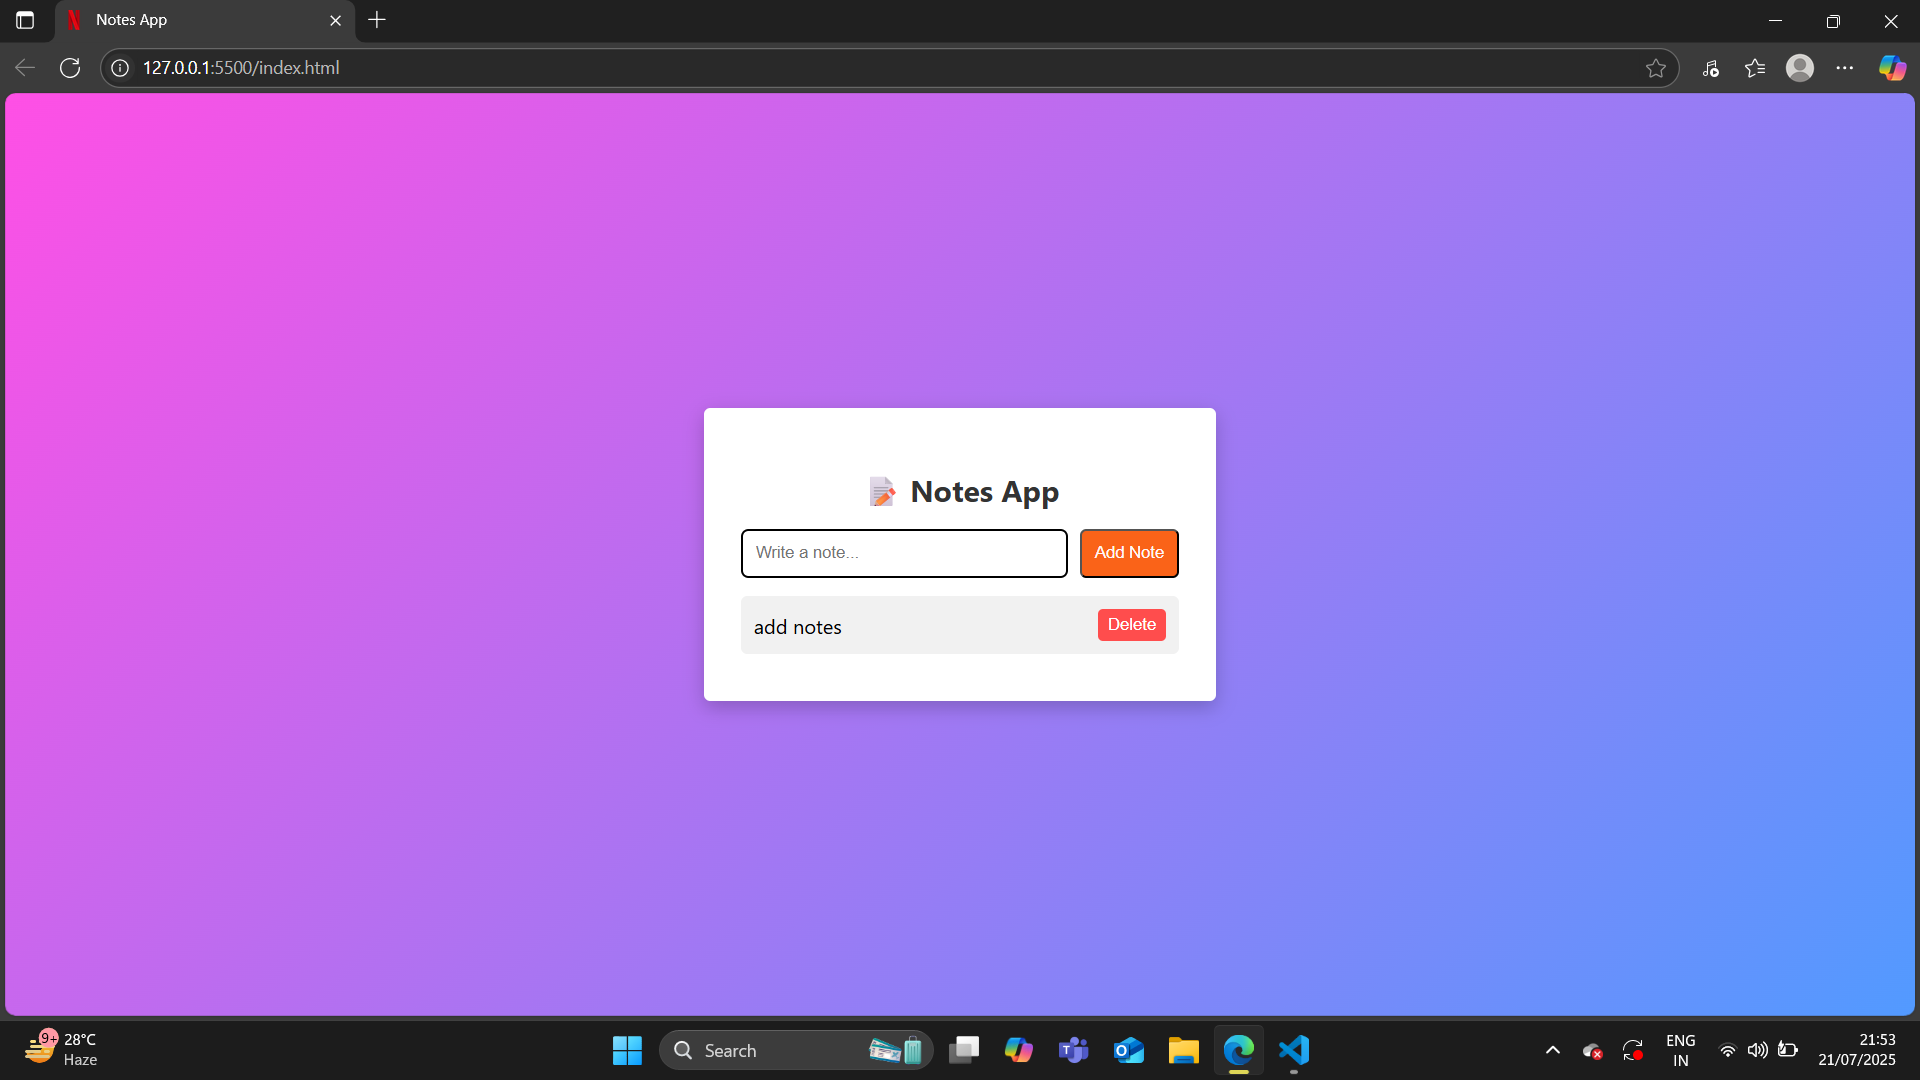 Notes App
127.0.0.1:5500/index.html
Notes App
Write a note...
Add Note
add notes
Delete
9+
28°C
Haze
Search
ENG
IN
21:53
21/07/2025